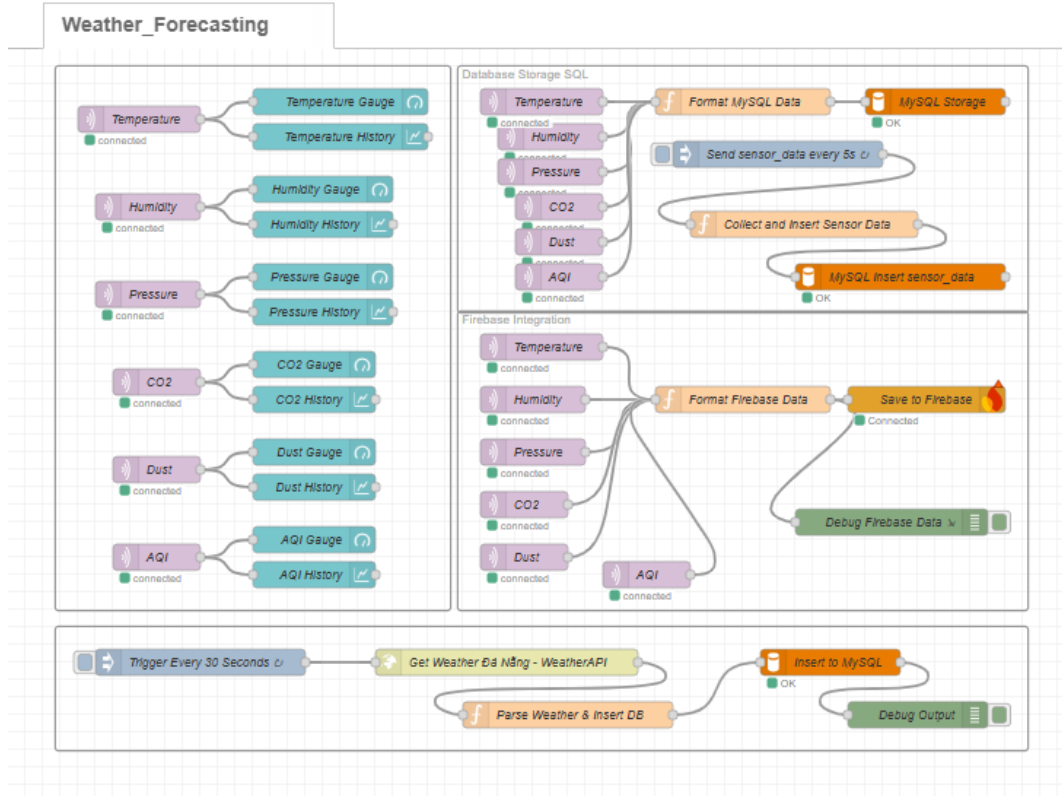 Weather_Forecasting
Temperature
connected
Temperature Gauge
Temperature History
Humidity
connected
Humidity Gauge
Humidity History
Pressure
connected
Pressure Gauge
Pressure History
CO2
connected
CO2 Gauge
CO2 History
Dust
connected
Dust Gauge
Dust History
AQI
connected
AQI Gauge
AQI History
Database Storage SQL
Temperature
connected
Humidity
connected
Pressure
connected
CO2
connected
Dust
connected
AQI
connected
Format MySQL Data
MySQL Storage
OK
Send sensor_data every 5s ↻
Collect and Insert Sensor Data
MySQL Insert sensor_data
OK
Firebase Integration
Temperature
connected
Humidity
connected
Pressure
connected
CO2
connected
Dust
connected
AQI
connected
Format Firebase Data
Save to Firebase
Connected
Debug Firebase Data
Trigger Every 30 Seconds ↻
Get Weather Đà Nẵng - WeatherAPI
Parse Weather & Insert DB
Insert to MySQL
OK
Debug Output